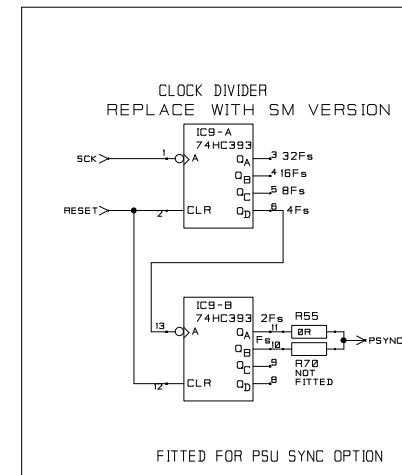 CLOCK DIVIDER
REPLACE WITH SM VERSION
IC9-A
74HC393
SCK
1
A
QA
3
32Fs
QB
4
16Fs
QC
5
8Fs
RESET
2
CLR
QD
6
4Fs
IC9-B
74HC393
2Fs
R55
13
A
QA
11
0R
Fs
QB
10
PSYNC
QC
9
R70
NOT
FITTED
12
CLR
QD
8
FITTED FOR PSU SYNC OPTION